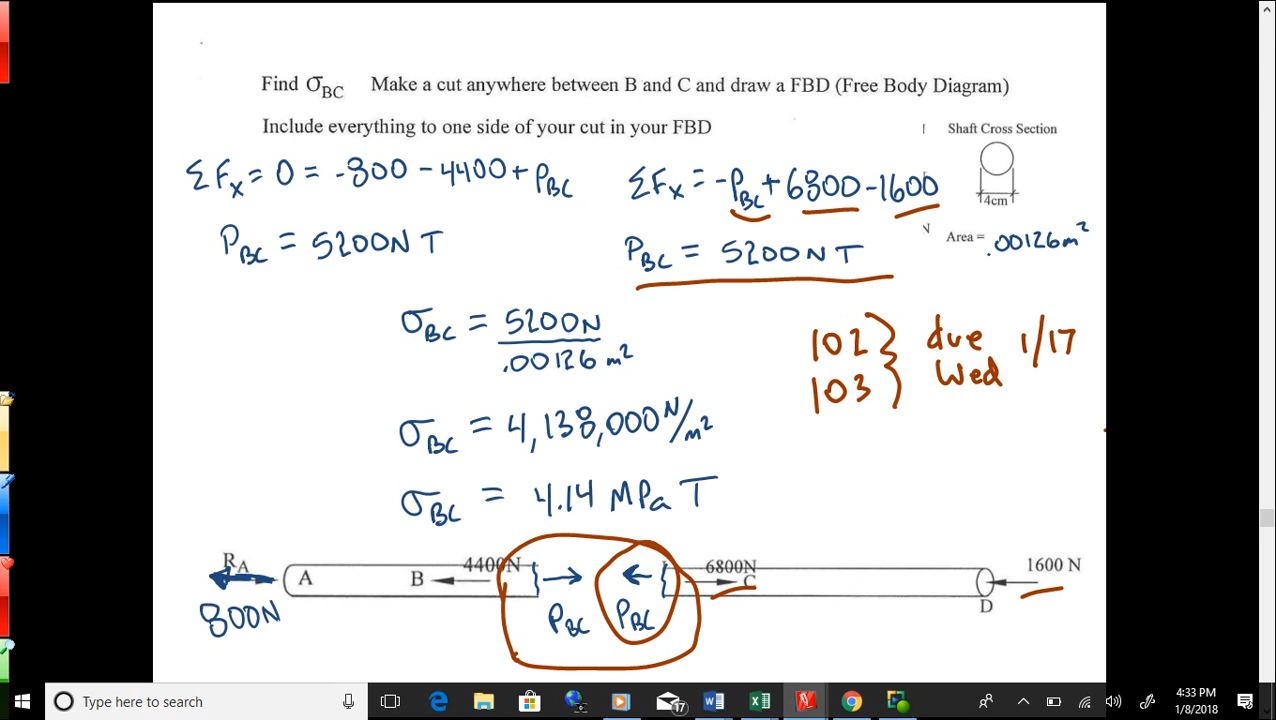 Find σBC Make a cut anywhere between B and C and draw a FBD (Free Body Diagram)
Include everything to one side of your cut in your FBD
Shaft Cross Section
4cm
Area = .00126m²
ΣFx = 0 = -800 - 4400 + PBC
PBC = 5200N T
ΣFx = -PBC + 6800 - 1600
PBC = 5200N T
σBC = 5200N
.00126 m²
σBC = 4,138,000 N/m²
σBC = 4.14 MPa T
102 } due 1/17
103 } Wed
RA
800N
A
B
4400N
PBC
PBC
6800N
C
D
1600 N
Type here to search
17
4:33 PM
1/8/2018